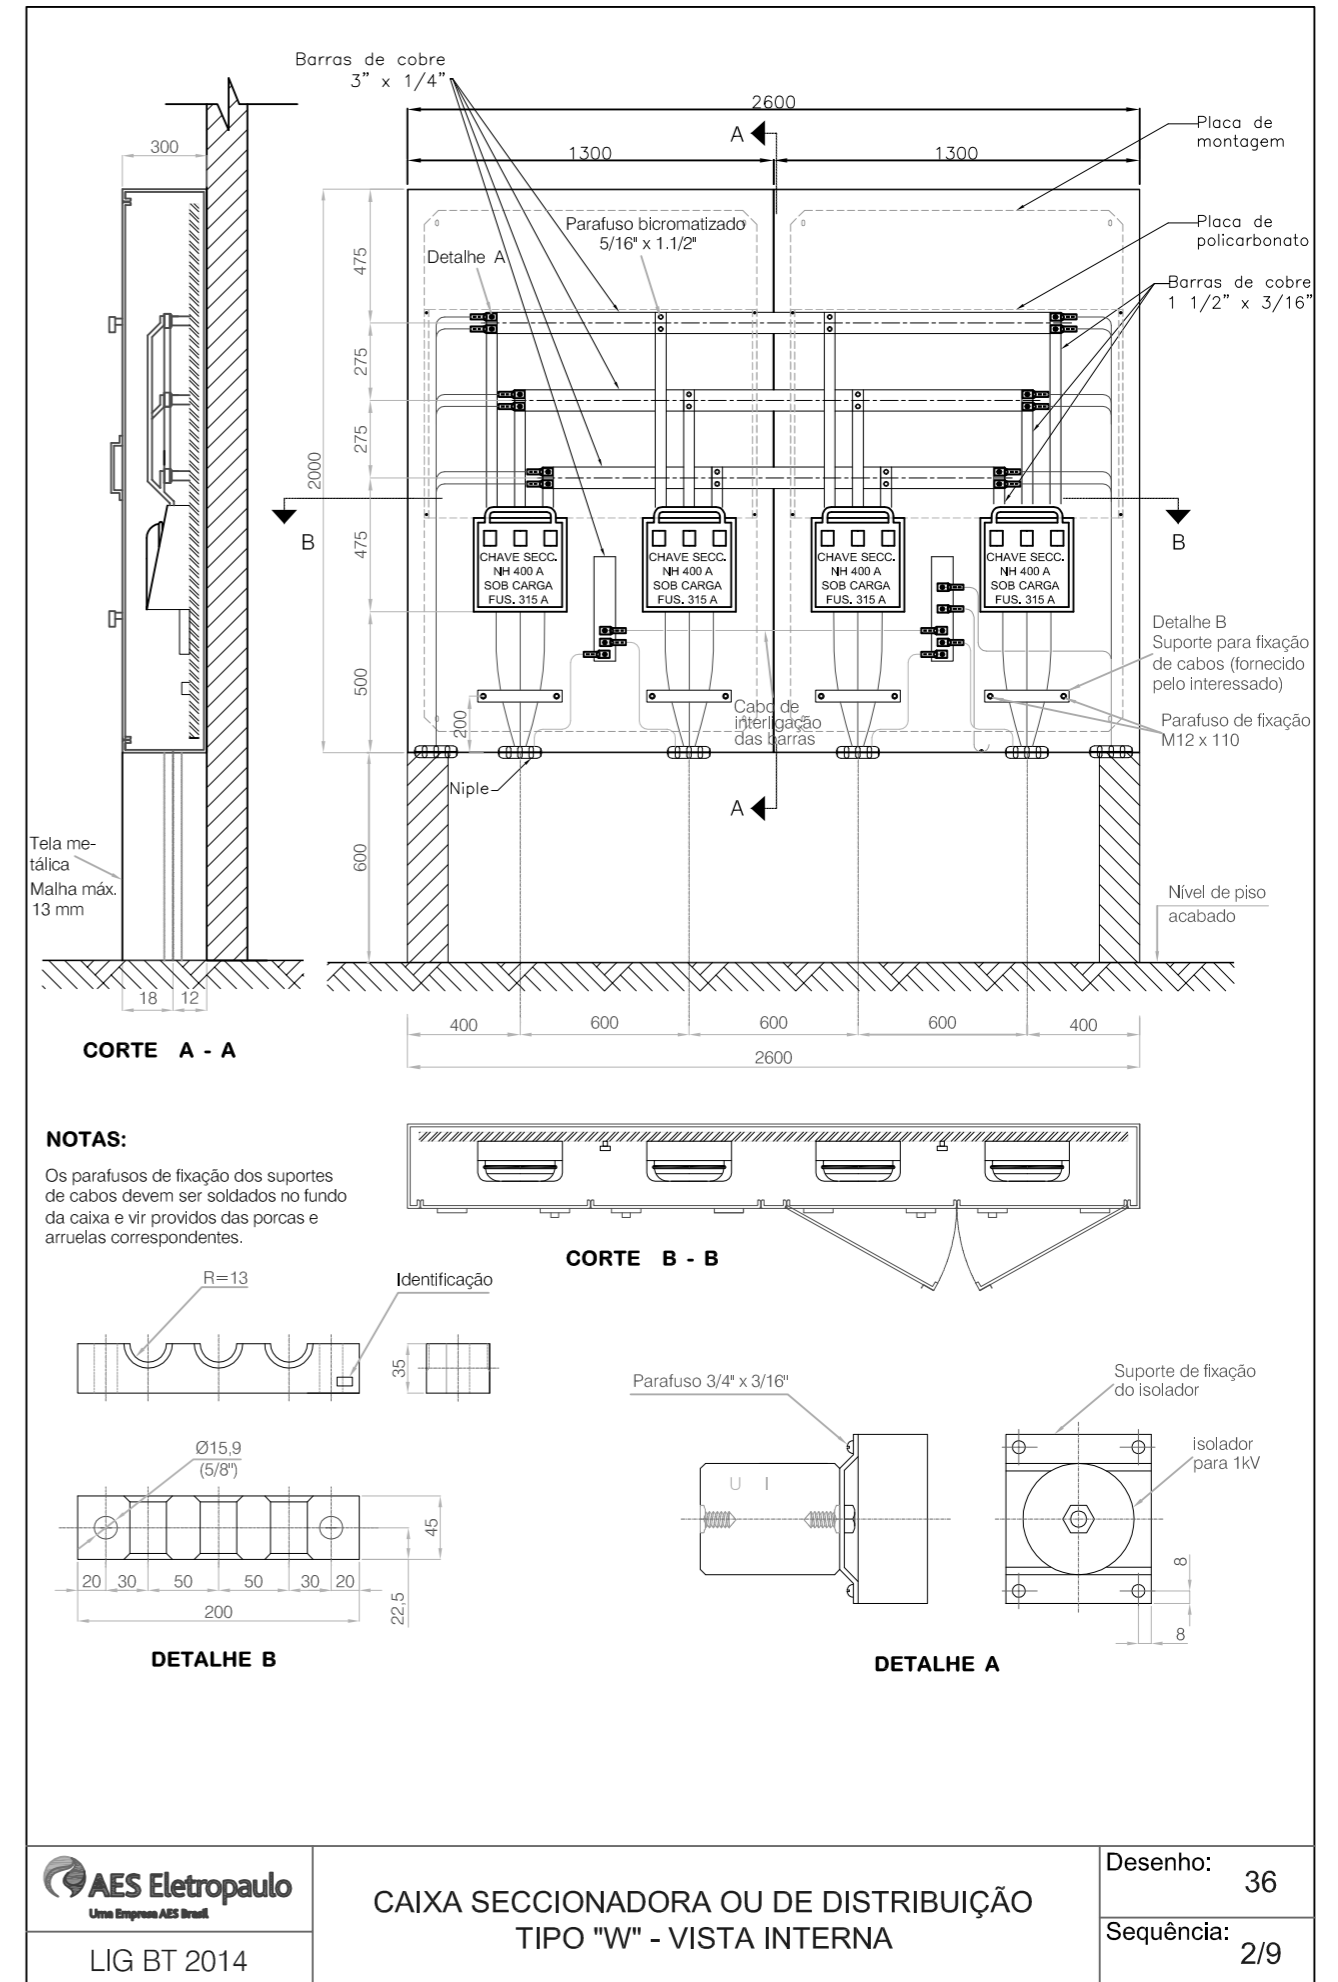 Barras de cobre
3" x 1/4"
2600
A
1300
1300
Placa de
montagem
300
Parafuso bicromatizado
5/16" x 1.1/2"
Placa de
policarbonato
Detalhe A
475
Barras de cobre
1 1/2" x 3/16"
275
275
2000
B
475
B
CHAVE SECC.
NH 400 A
SOB CARGA
FUS. 315 A
CHAVE SECC.
NH 400 A
SOB CARGA
FUS. 315 A
CHAVE SECC.
NH 400 A
SOB CARGA
FUS. 315 A
CHAVE SECC.
NH 400 A
SOB CARGA
FUS. 315 A
Detalhe B
Suporte para fixação
de cabos (fornecido
pelo interessado)
500
200
Cabo de
interligação
das barras
Parafuso de fixação
M12 x 110
Niple
A
Tela me-
tálica
Malha máx.
13 mm
600
Nível de piso
acabado
18
12
400
600
600
600
400
2600
CORTE A - A
NOTAS:
Os parafusos de fixação dos suportes
de cabos devem ser soldados no fundo
da caixa e vir providos das porcas e
arruelas correspondentes.
CORTE B - B
R=13
Identificação
35
Parafuso 3/4" x 3/16"
Suporte de fixação
do isolador
Ø15,9
(5/8")
isolador
para 1kV
U I
45
20
30
50
50
30
20
200
22,5
8
8
DETALHE B
DETALHE A
AES Eletropaulo
Uma Empresa AES Brasil
LIG BT 2014
CAIXA SECCIONADORA OU DE DISTRIBUIÇÃO
TIPO "W" - VISTA INTERNA
Desenho:
36
Sequência:
2/9